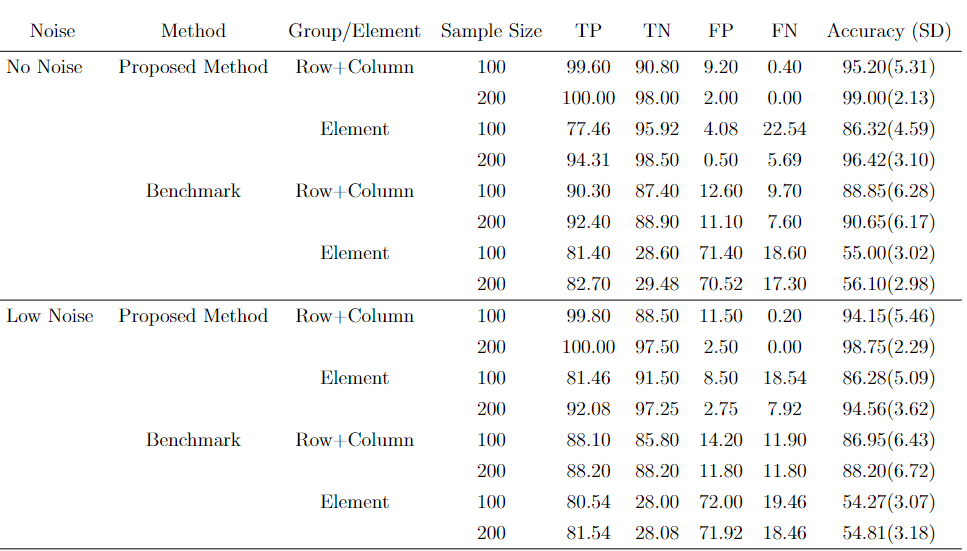 Noise Method Group/Element Sample Size TP TN FP FN Accuracy (SD)
No Noise Proposed Method Row+Column 100 99.60 90.80 9.20 0.40 95.20(5.31)
200 100.00 98.00 2.00 0.00 99.00(2.13)
Element 100 77.46 95.92 4.08 22.54 86.32(4.59)
200 94.31 98.50 0.50 5.69 96.42(3.10)
Benchmark Row+Column 100 90.30 87.40 12.60 9.70 88.85(6.28)
200 92.40 88.90 11.10 7.60 90.65(6.17)
Element 100 81.40 28.60 71.40 18.60 55.00(3.02)
200 82.70 29.48 70.52 17.30 56.10(2.98)
Low Noise Proposed Method Row+Column 100 99.80 88.50 11.50 0.20 94.15(5.46)
200 100.00 97.50 2.50 0.00 98.75(2.29)
Element 100 81.46 91.50 8.50 18.54 86.28(5.09)
200 92.08 97.25 2.75 7.92 94.56(3.62)
Benchmark Row+Column 100 88.10 85.80 14.20 11.90 86.95(6.43)
200 88.20 88.20 11.80 11.80 88.20(6.72)
Element 100 80.54 28.00 72.00 19.46 54.27(3.07)
200 81.54 28.08 71.92 18.46 54.81(3.18)